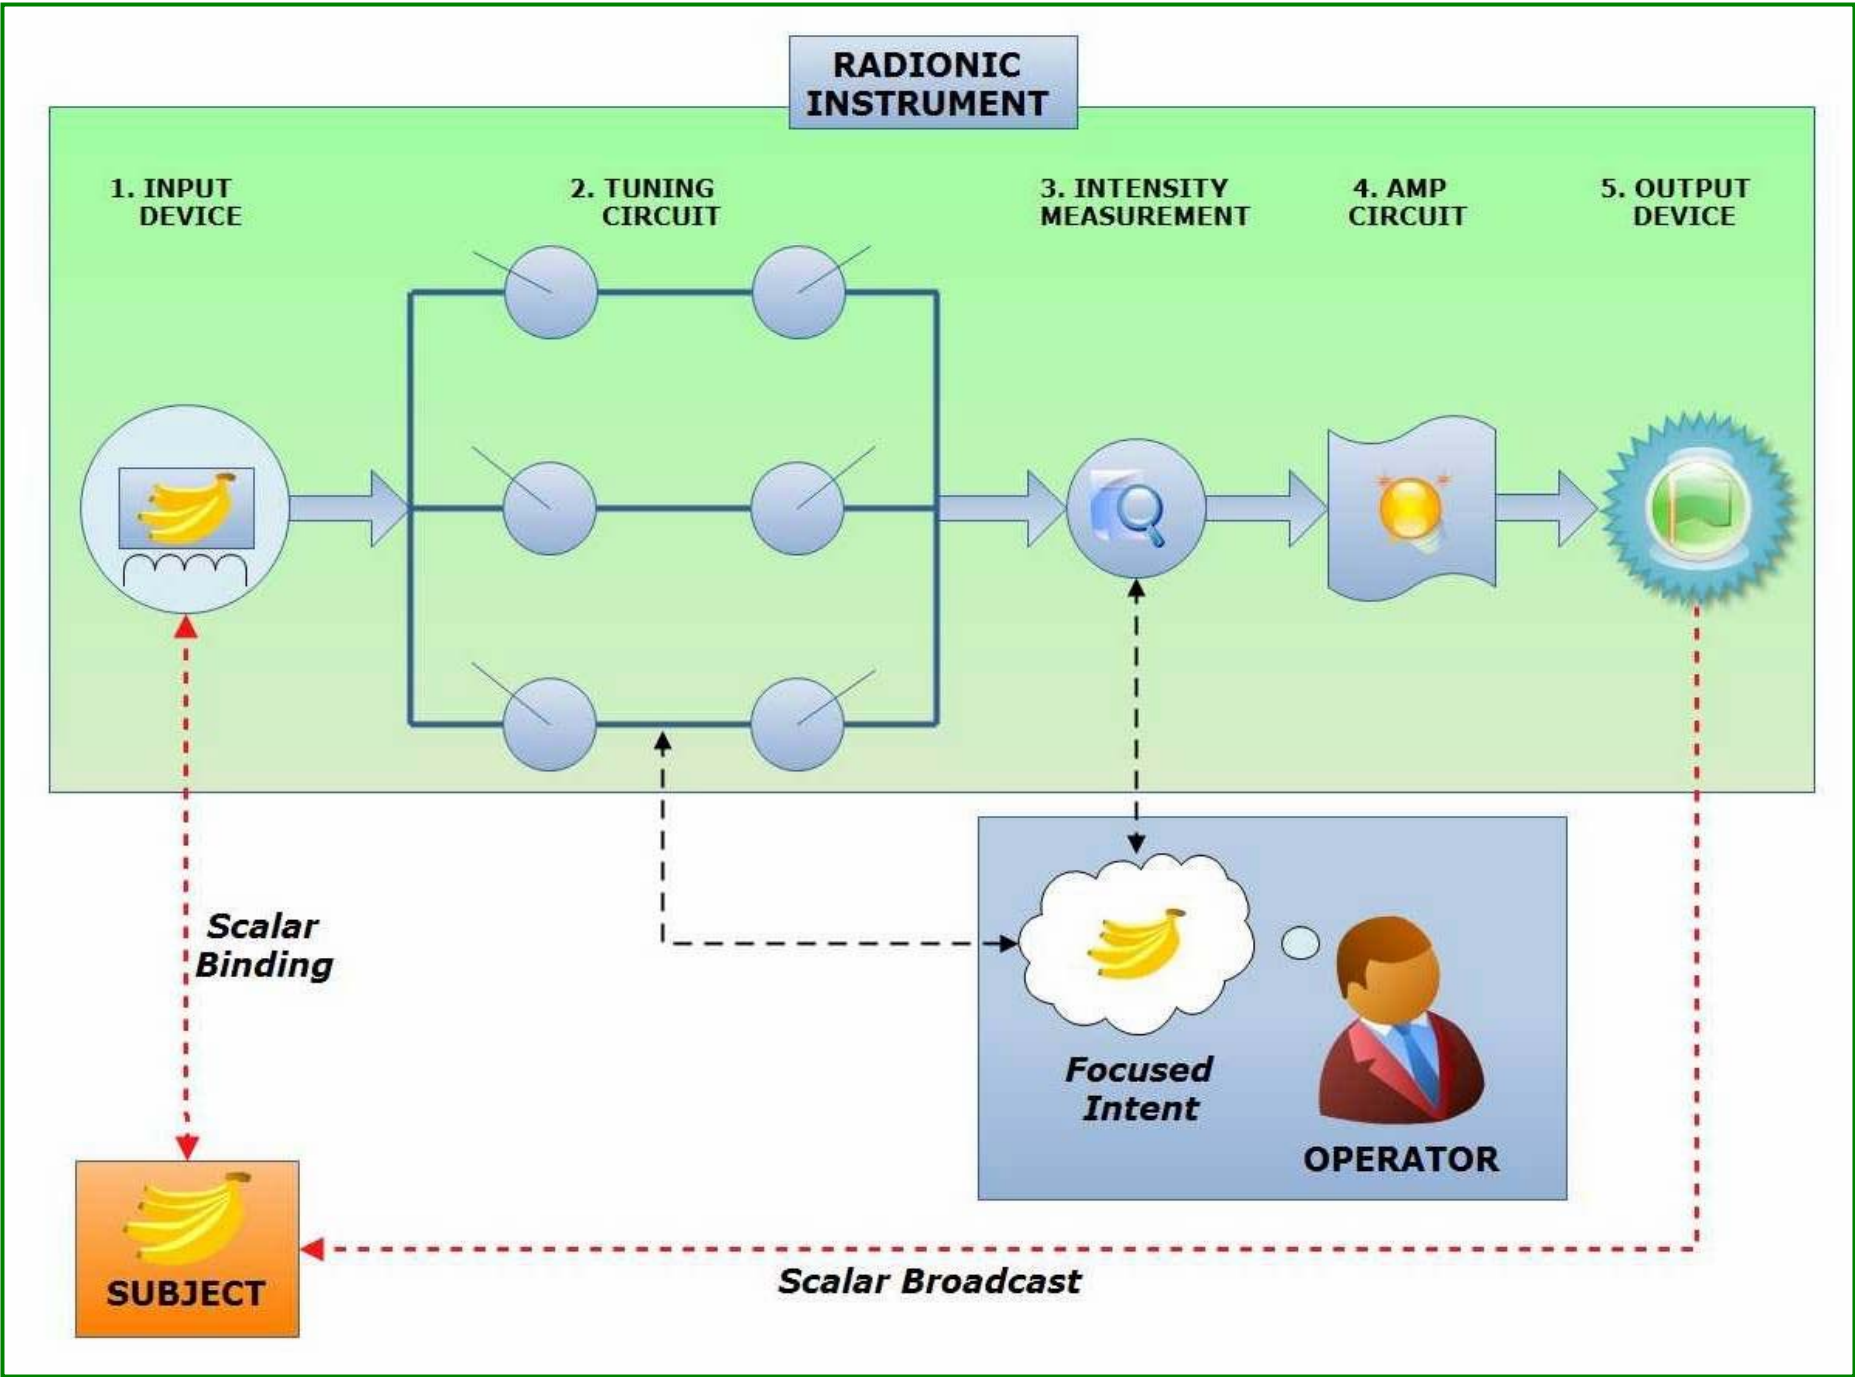 RADIONIC
INSTRUMENT
1. INPUT
DEVICE
2. TUNING
CIRCUIT
3. INTENSITY
MEASUREMENT
4. AMP
CIRCUIT
5. OUTPUT
DEVICE
Scalar
Binding
Focused
Intent
OPERATOR
SUBJECT
Scalar Broadcast